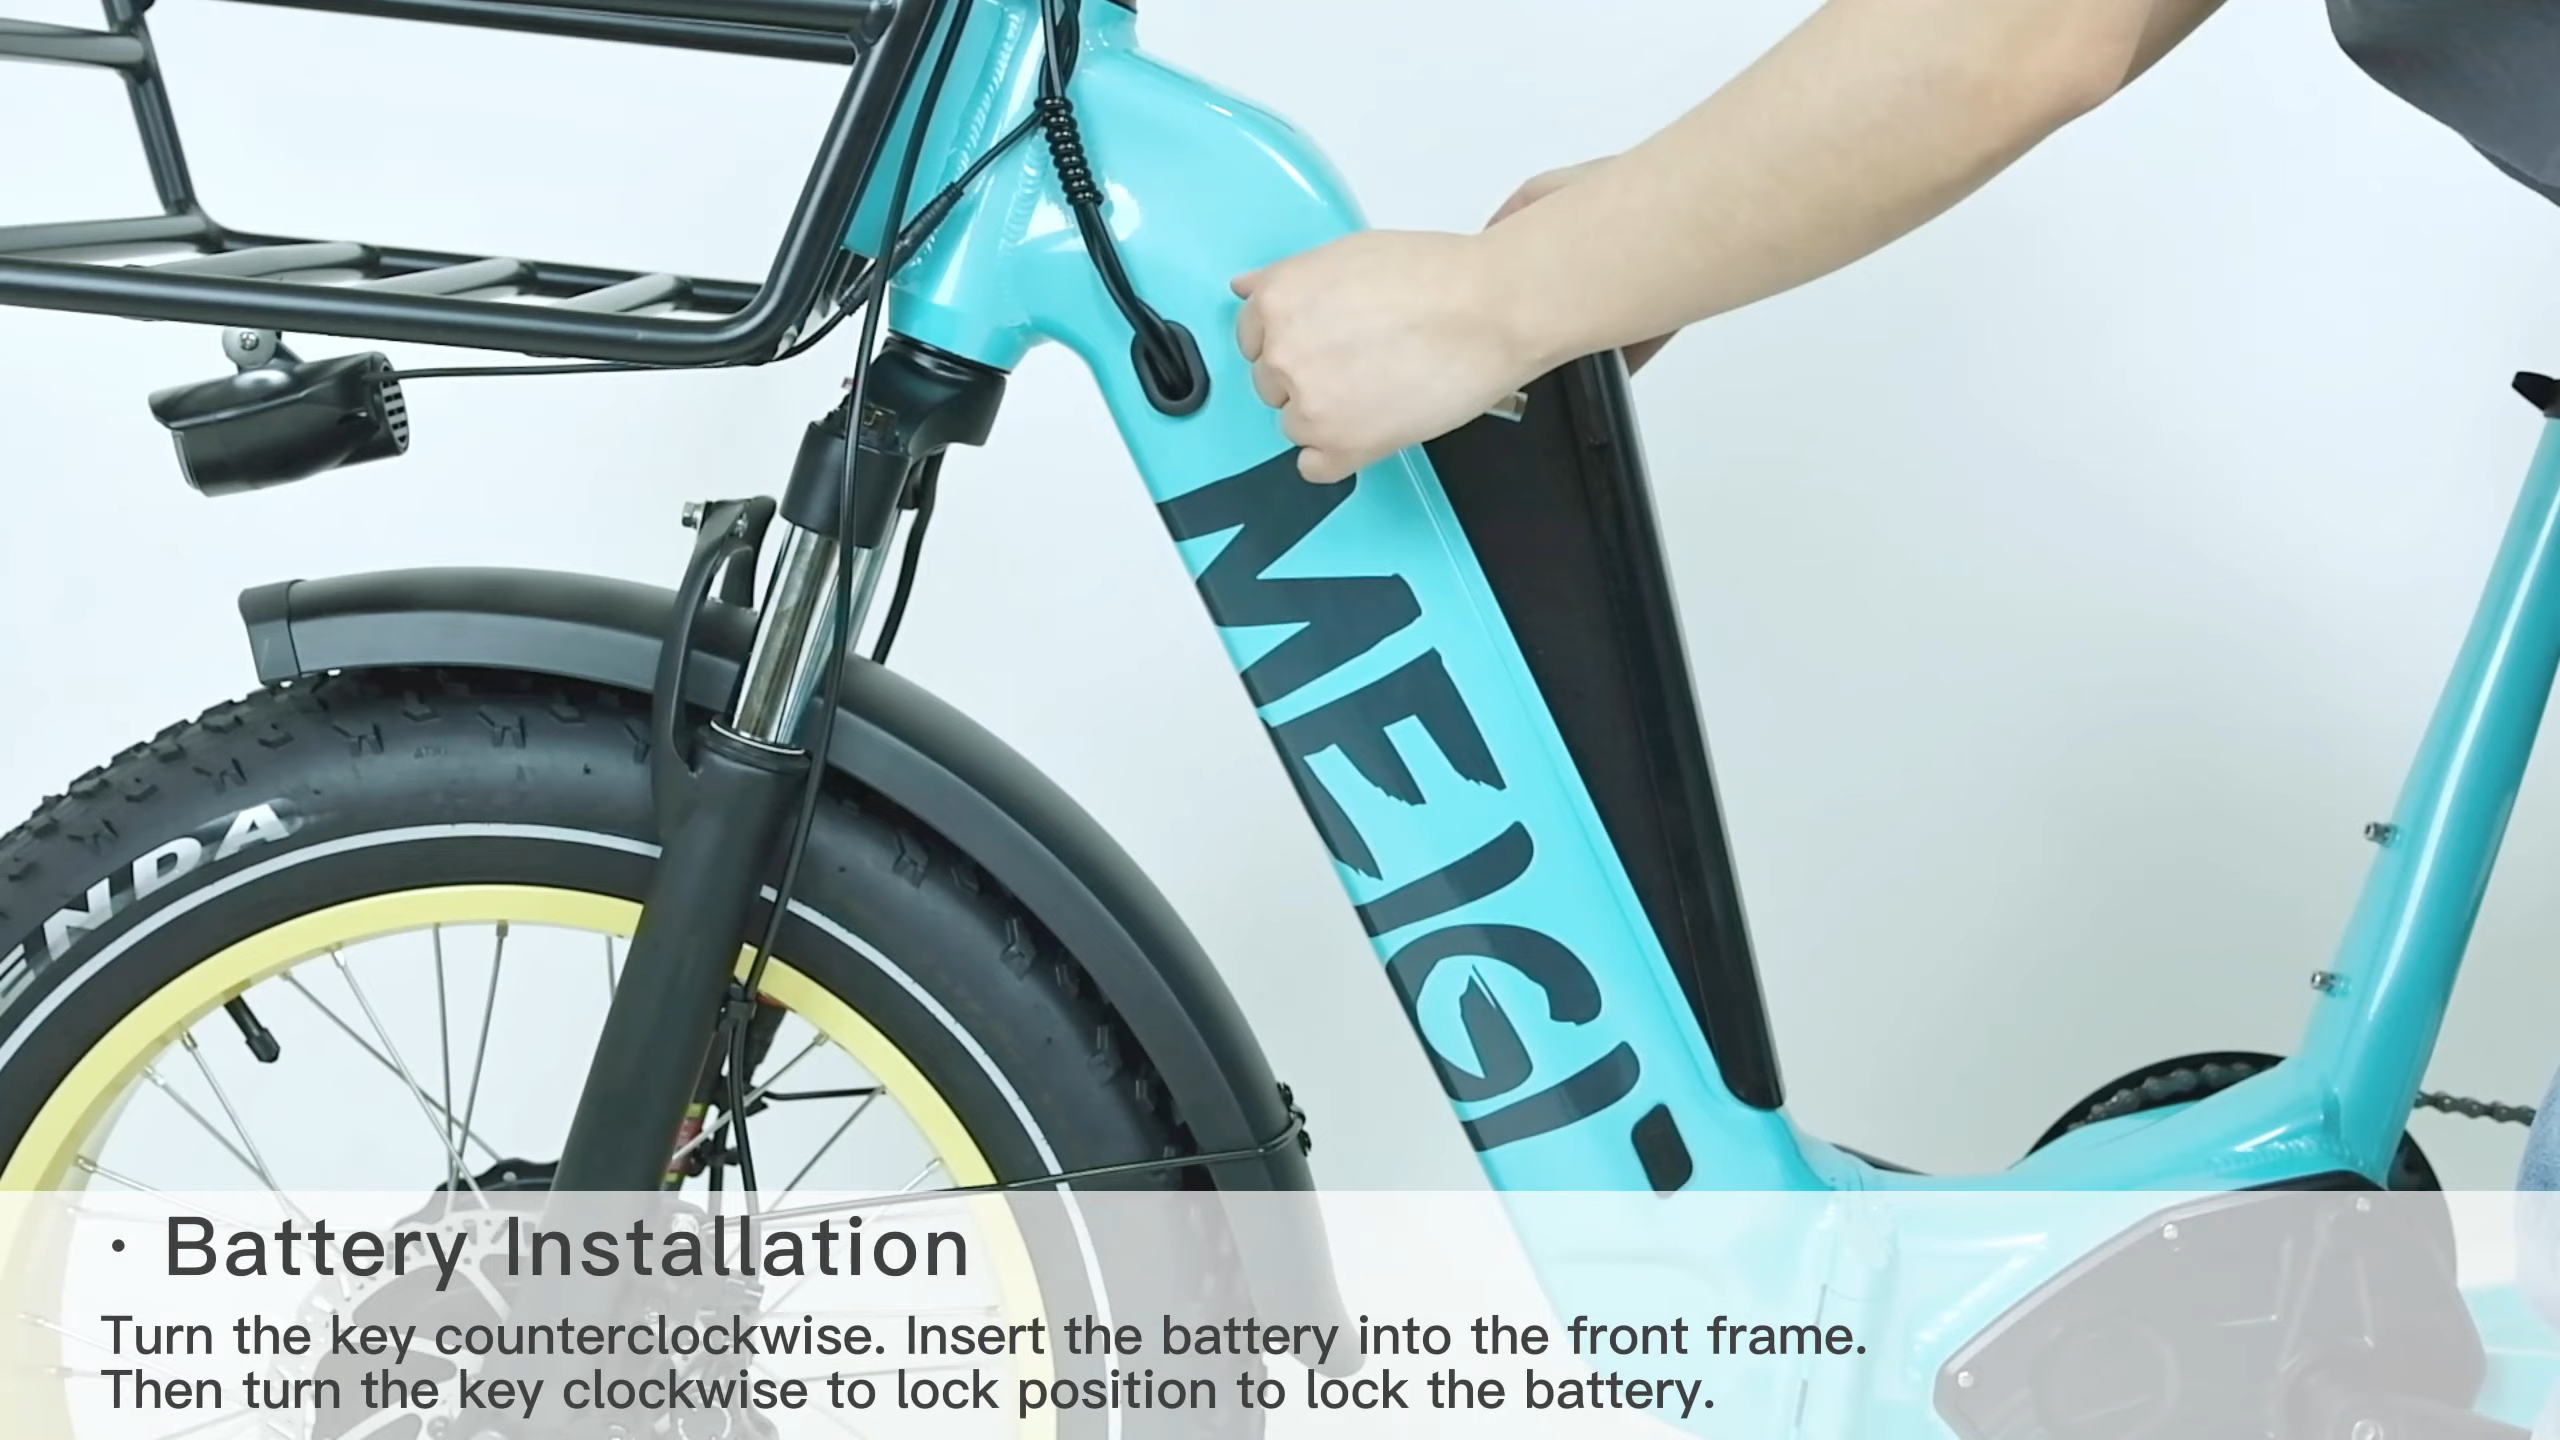 MEIGI
ENDA
· Battery Installation
Turn the key counterclockwise. Insert the battery into the front frame.
Then turn the key clockwise to lock position to lock the battery.